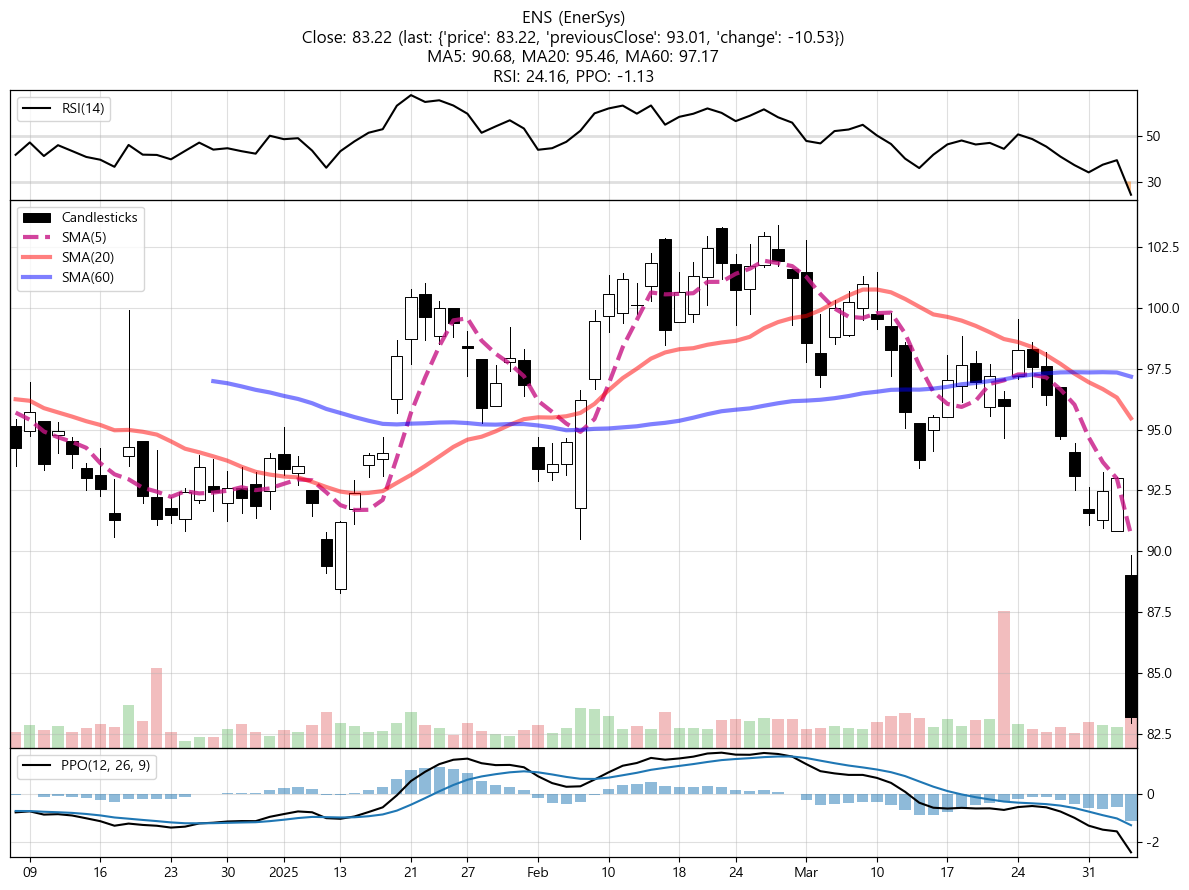 ENS (EnerSys)
Close: 83.22 (last: {'price': 83.22, 'previousClose': 93.01, 'change': -10.53})
MA5: 90.68, MA20: 95.46, MA60: 97.17
RSI: 24.16, PPO: -1.13
RSI(14)
50
30
Candlesticks
SMA(5)
SMA(20)
SMA(60)
102.5
100.0
97.5
95.0
92.5
90.0
87.5
85.0
82.5
PPO(12, 26, 9)
0
-2
09 16 23 30 2025 13 21 27 Feb 10 18 24 Mar 10 17 24 31